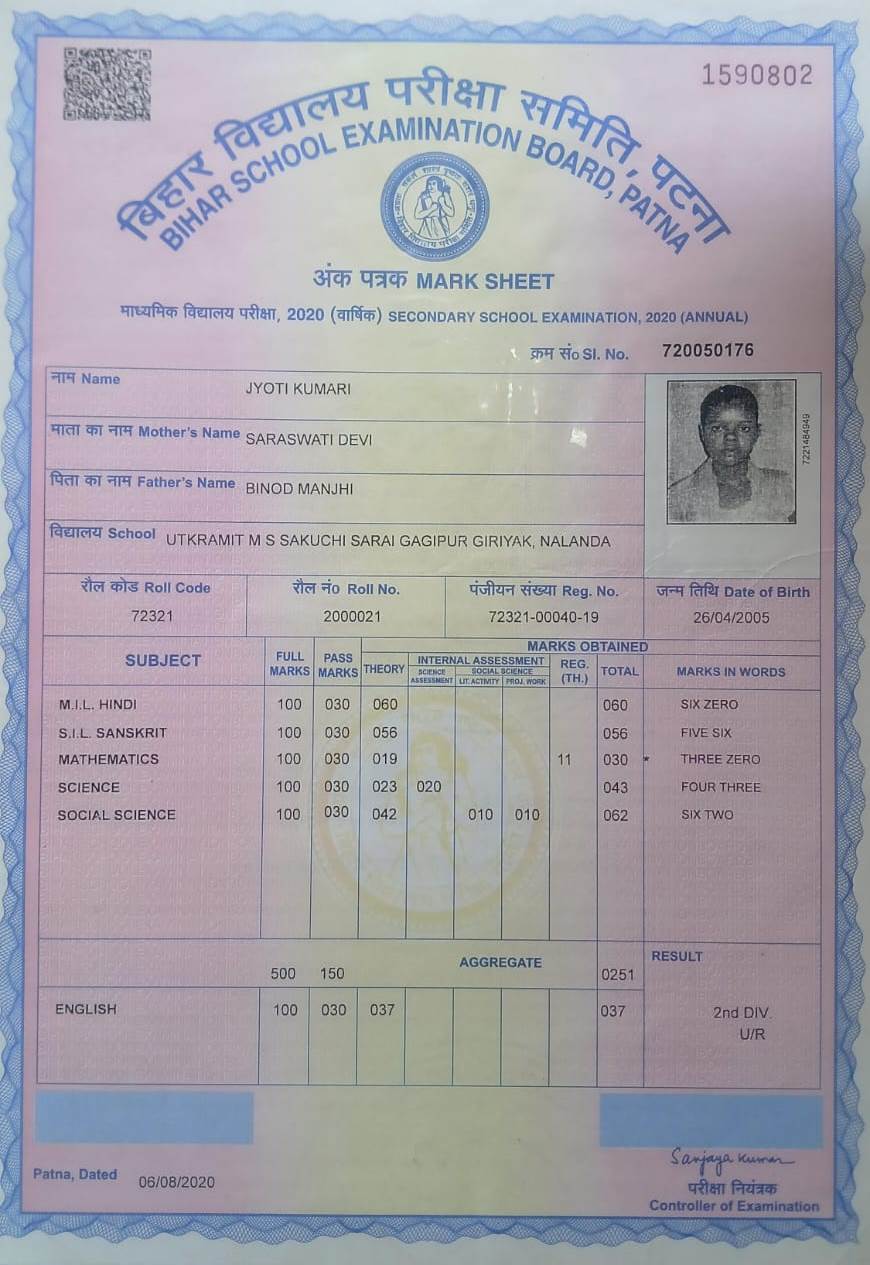 1590802
बिहार विद्यालय परीक्षा समिति, पटना
BIHAR SCHOOL EXAMINATION BOARD, PATNA
अंक पत्रक MARK SHEET
माध्यमिक विद्यालय परीक्षा, 2020 (वार्षिक) SECONDARY SCHOOL EXAMINATION, 2020 (ANNUAL)
क्रम सं० Sl. No. 720050176
नाम Name JYOTI KUMARI
माता का नाम Mother's Name SARASWATI DEVI
पिता का नाम Father's Name BINOD MANJHI
7221484949
विद्यालय School UTKRAMIT M S SAKUCHI SARAI GAGIPUR GIRIYAK, NALANDA
रौल कोड Roll Code रौल नं० Roll No. पंजीयन संख्या Reg. No. जन्म तिथि Date of Birth
72321 2000021 72321-00040-19 26/04/2005
MARKS OBTAINED
SUBJECT FULL MARKS PASS MARKS THEORY INTERNAL ASSESSMENT REG. (TH.) TOTAL MARKS IN WORDS
SCIENCE ASSESSMENT SOCIAL SCIENCE
LIT. ACTIVITY PROJ. WORK
M.I.L. HINDI 100 030 060 060 SIX ZERO
S.I.L. SANSKRIT 100 030 056 056 FIVE SIX
MATHEMATICS 100 030 019 11 030 * THREE ZERO
SCIENCE 100 030 023 020 043 FOUR THREE
SOCIAL SCIENCE 100 030 042 010 010 062 SIX TWO
500 150 AGGREGATE 0251 RESULT
ENGLISH 100 030 037 037 2nd DIV.
U/R
Patna, Dated 06/08/2020
Sanjaya Kumar
परीक्षा नियंत्रक
Controller of Examination